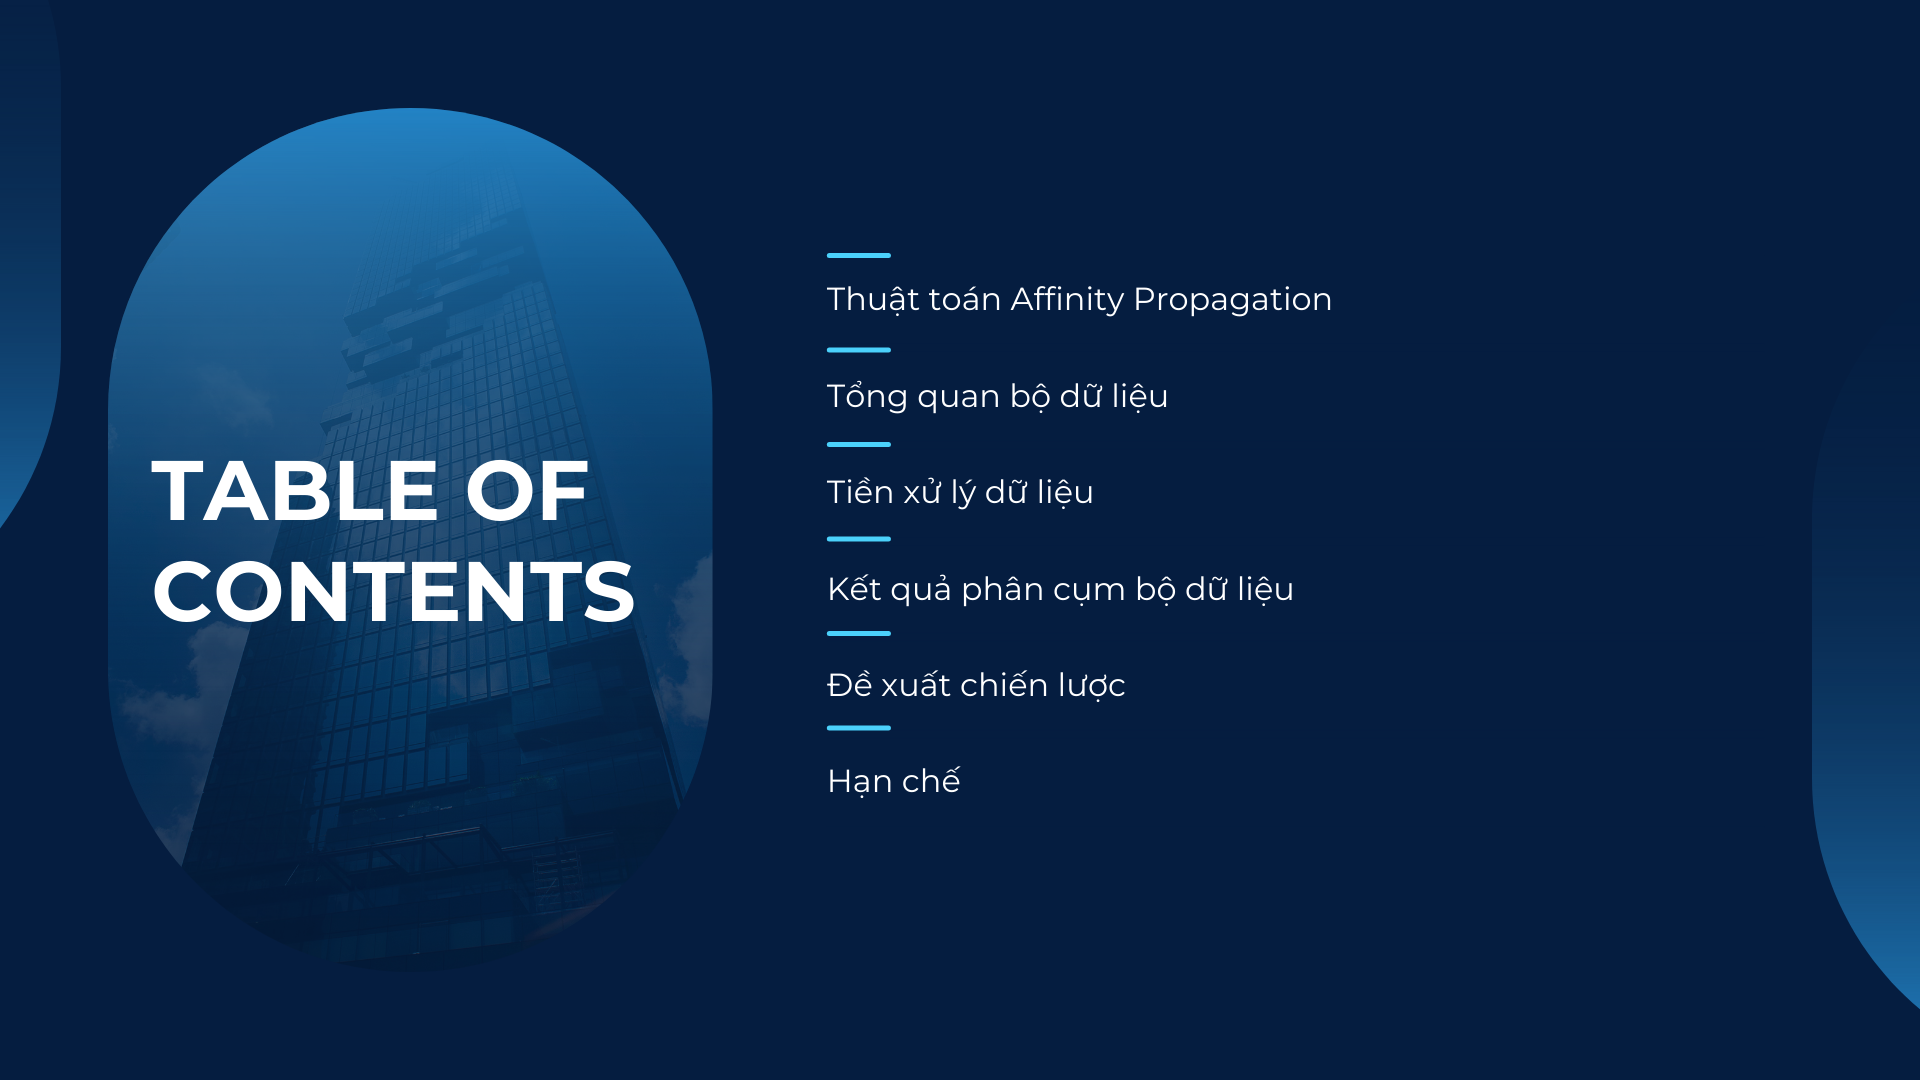 TABLE OF
CONTENTS
Thuật toán Affinity Propagation
Tổng quan bộ dữ liệu
Tiền xử lý dữ liệu
Kết quả phân cụm bộ dữ liệu
Đề xuất chiến lược
Hạn chế